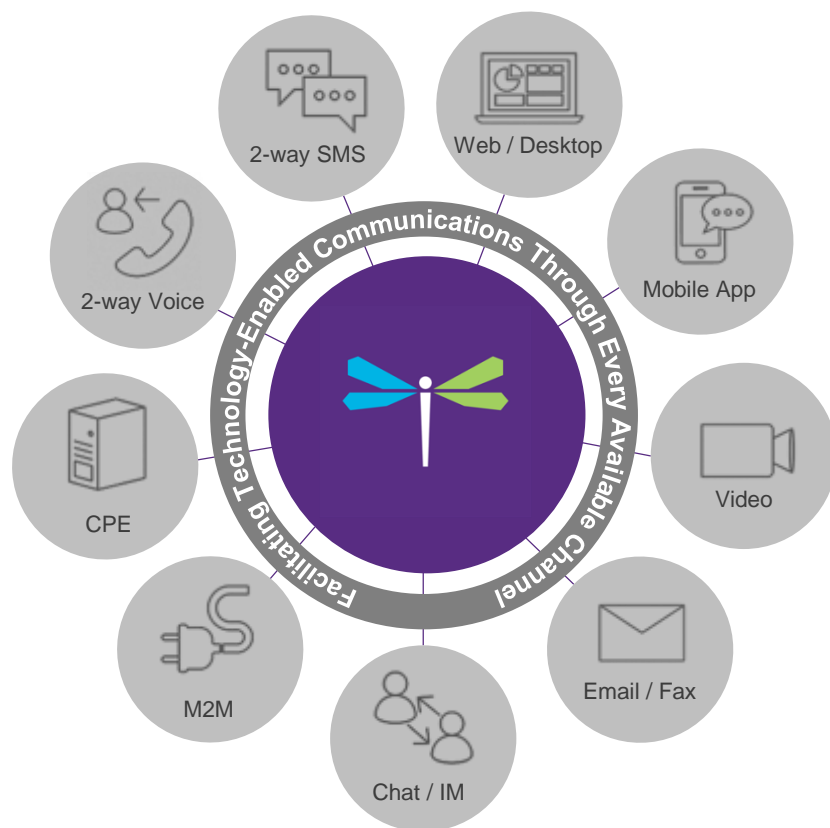 2-way SMS
Web / Desktop
2-way Voice
Mobile App
Facilitating Technology-Enabled Communications Through Every Available Channel
CPE
Video
M2M
Email / Fax
Chat / IM